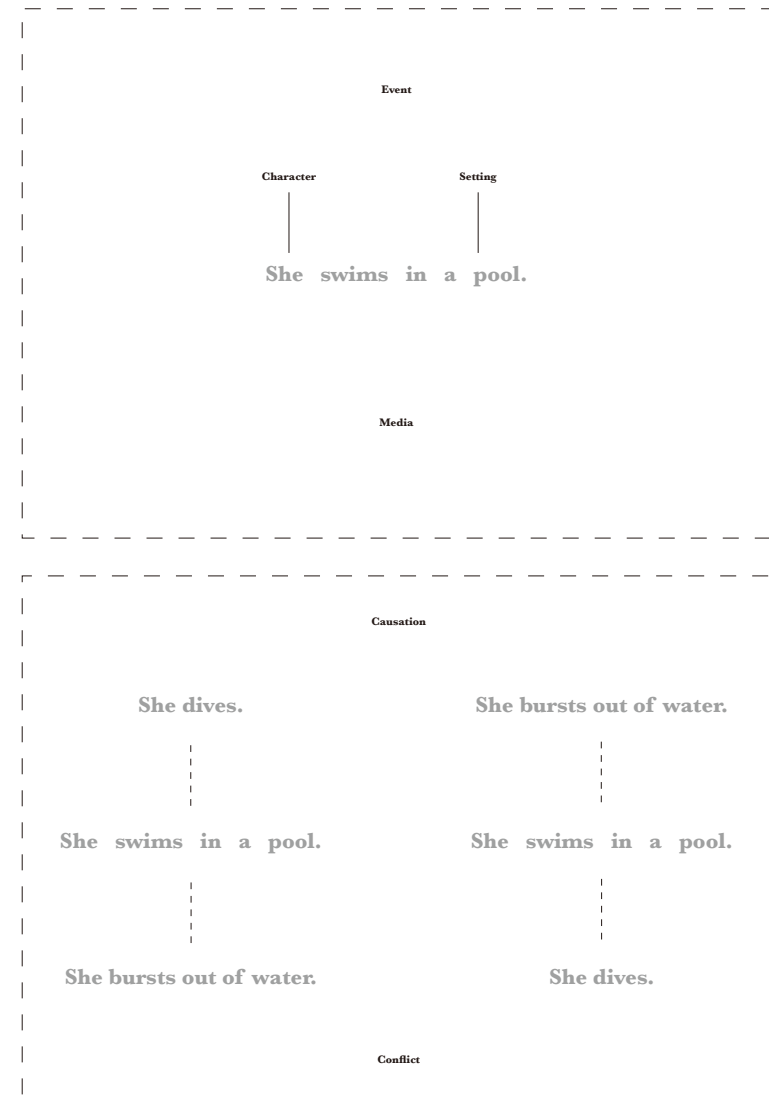 Event
Character Setting
She swims in a pool.
Media
Causation
She dives. She bursts out of water.
She swims in a pool. She swims in a pool.
She bursts out of water. She dives.
Conflict